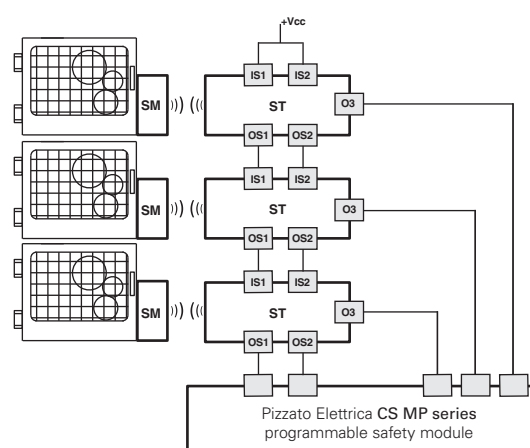 +Vcc
IS1 IS2
SM ))) ((( ST O3
OS1 OS2
IS1 IS2
SM ))) ((( ST O3
OS1 OS2
IS1 IS2
SM ))) ((( ST O3
OS1 OS2
Pizzato Elettrica CS MP series
programmable safety module